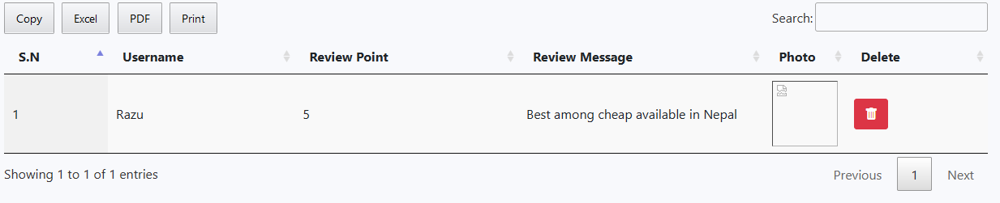 Copy Excel PDF Print Search:
S.N Username Review Point Review Message Photo Delete
1 Razu 5 Best among cheap available in Nepal
Showing 1 to 1 of 1 entries Previous 1 Next